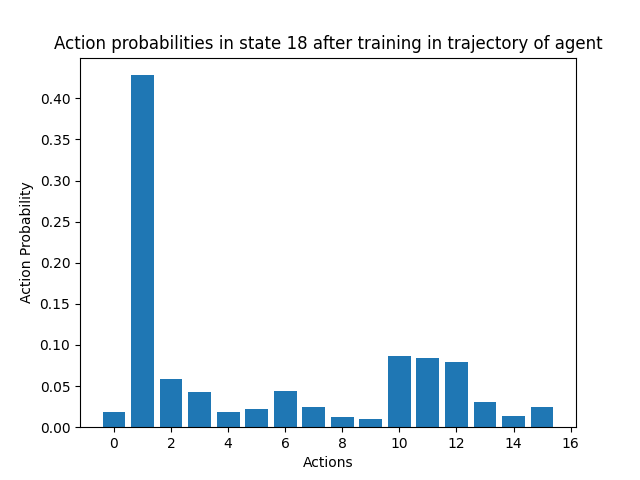 Action probabilities in state 18 after training in trajectory of agent
0.40
0.35
0.30
0.25
0.20
0.15
0.10
0.05
0.00
Action Probability
0 2 4 6 8 10 12 14 16
Actions